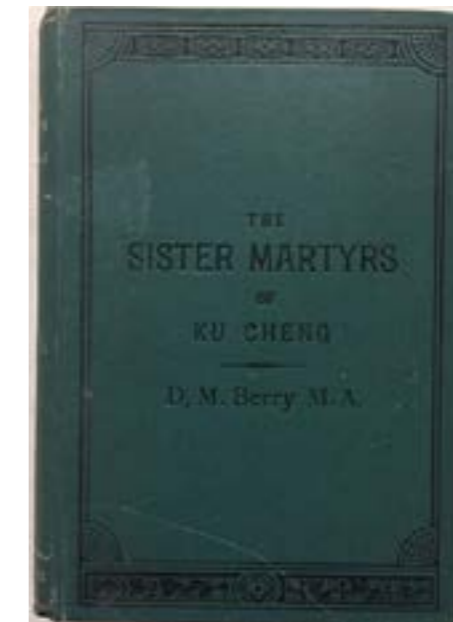 THE
SISTER MARTYRS
OF
KU CHENG
D. M. Berry M. A.